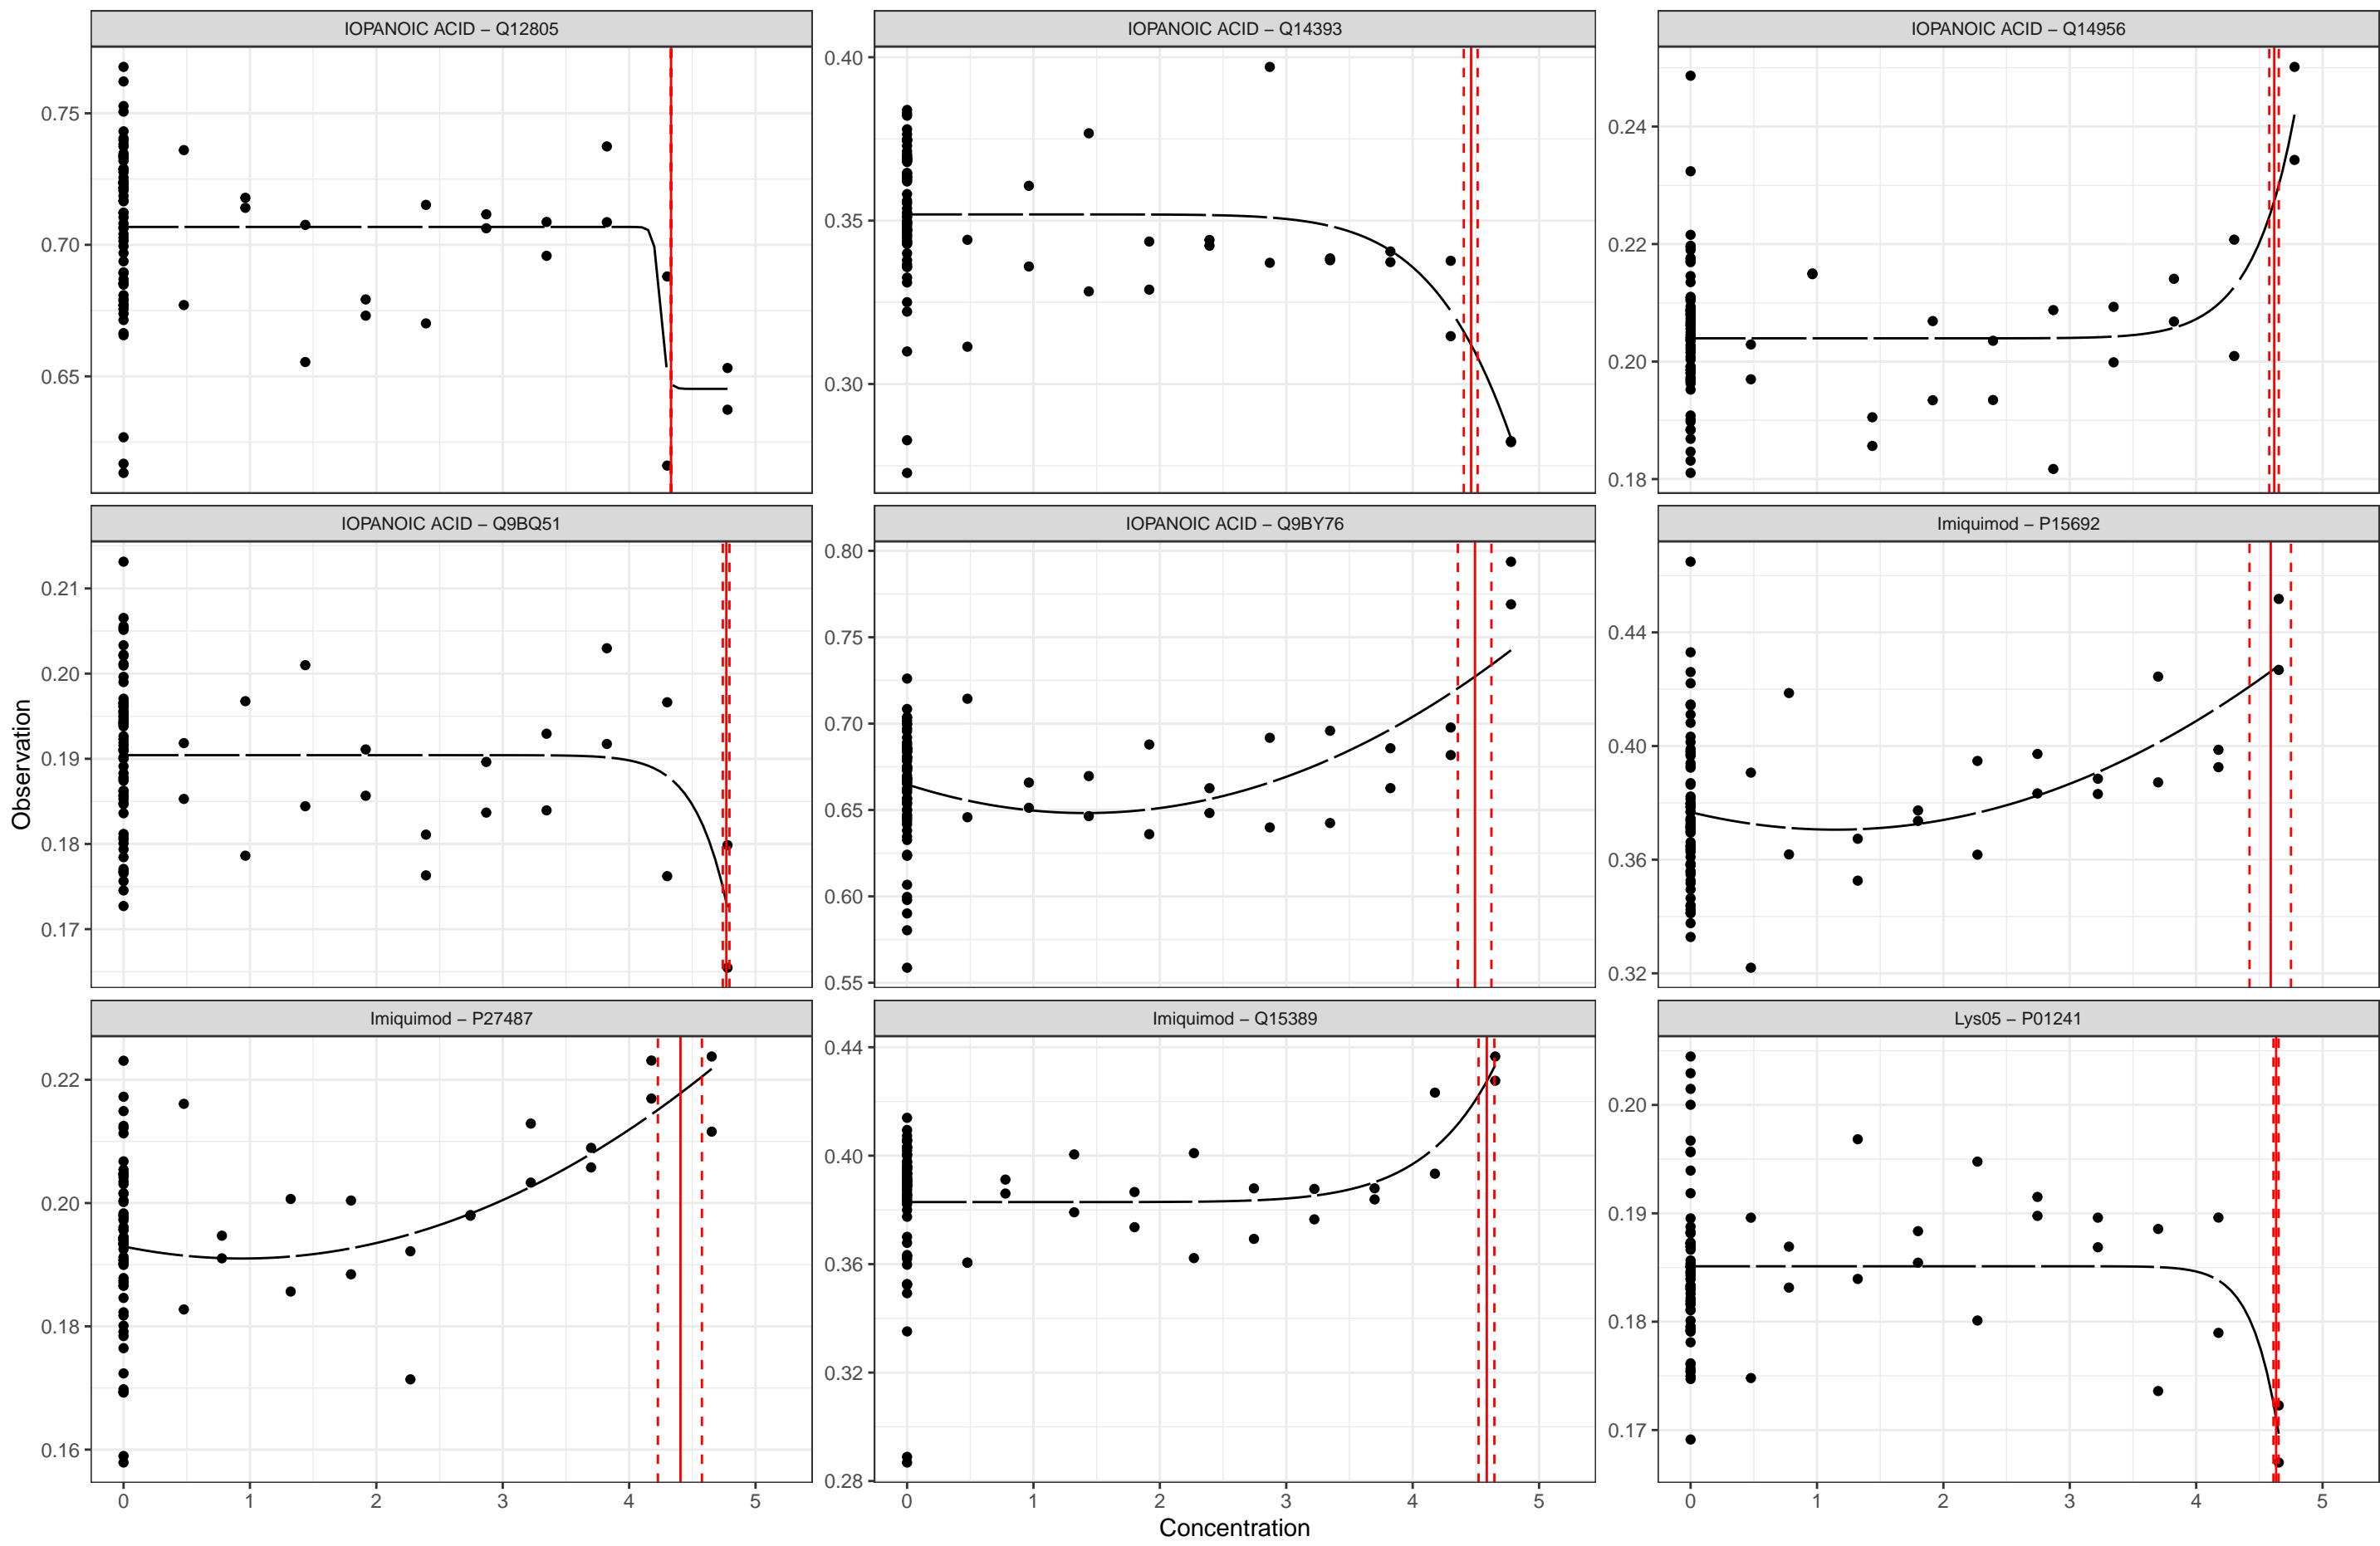 IOPANOIC ACID – Q12805
IOPANOIC ACID – Q14393
IOPANOIC ACID – Q14956
0.75
0.70
0.65
0.40
0.35
0.30
0.24
0.22
0.20
0.18
IOPANOIC ACID – Q9BQ51
IOPANOIC ACID – Q9BY76
Imiquimod – P15692
0.21
0.20
0.19
0.18
0.17
0.80
0.75
0.70
0.65
0.60
0.55
0.44
0.40
0.36
0.32
Observation
Imiquimod – P27487
Imiquimod – Q15389
Lys05 – P01241
0.22
0.20
0.18
0.16
0.44
0.40
0.36
0.32
0.28
0.20
0.19
0.18
0.17
0 1 2 3 4 5
0 1 2 3 4 5
0 1 2 3 4 5
Concentration